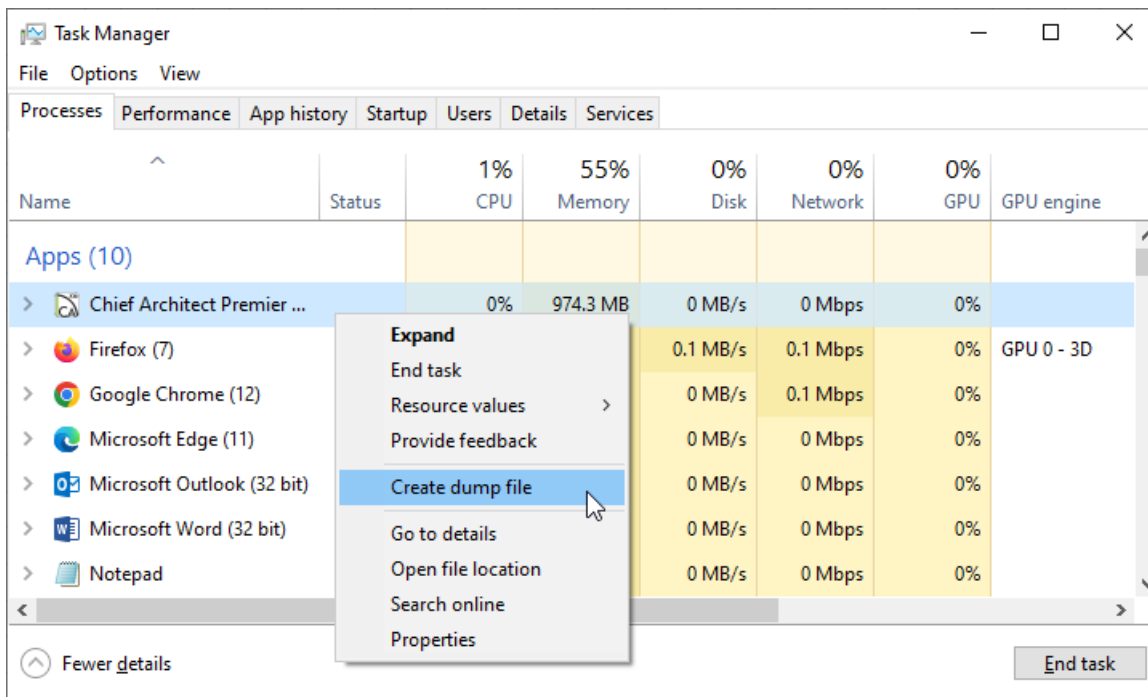 Task Manager
File Options View
Processes Performance App history Startup Users Details Services
1% 55% 0% 0% 0%
Name Status CPU Memory Disk Network GPU GPU engine
Apps (10)
Chief Architect Premier ... 0% 974.3 MB 0 MB/s 0 Mbps 0%
Expand
Firefox (7) 0.1 MB/s 0.1 Mbps 0% GPU 0 - 3D
End task
Google Chrome (12) 0 MB/s 0.1 Mbps 0%
Resource values
Microsoft Edge (11) 0 MB/s 0 Mbps 0%
Provide feedback
Microsoft Outlook (32 bit) 0 MB/s 0 Mbps 0%
Create dump file
Microsoft Word (32 bit) 0 MB/s 0 Mbps 0%
Go to details
Notepad 0 MB/s 0 Mbps 0%
Open file location
Search online
Properties
Fewer details End task